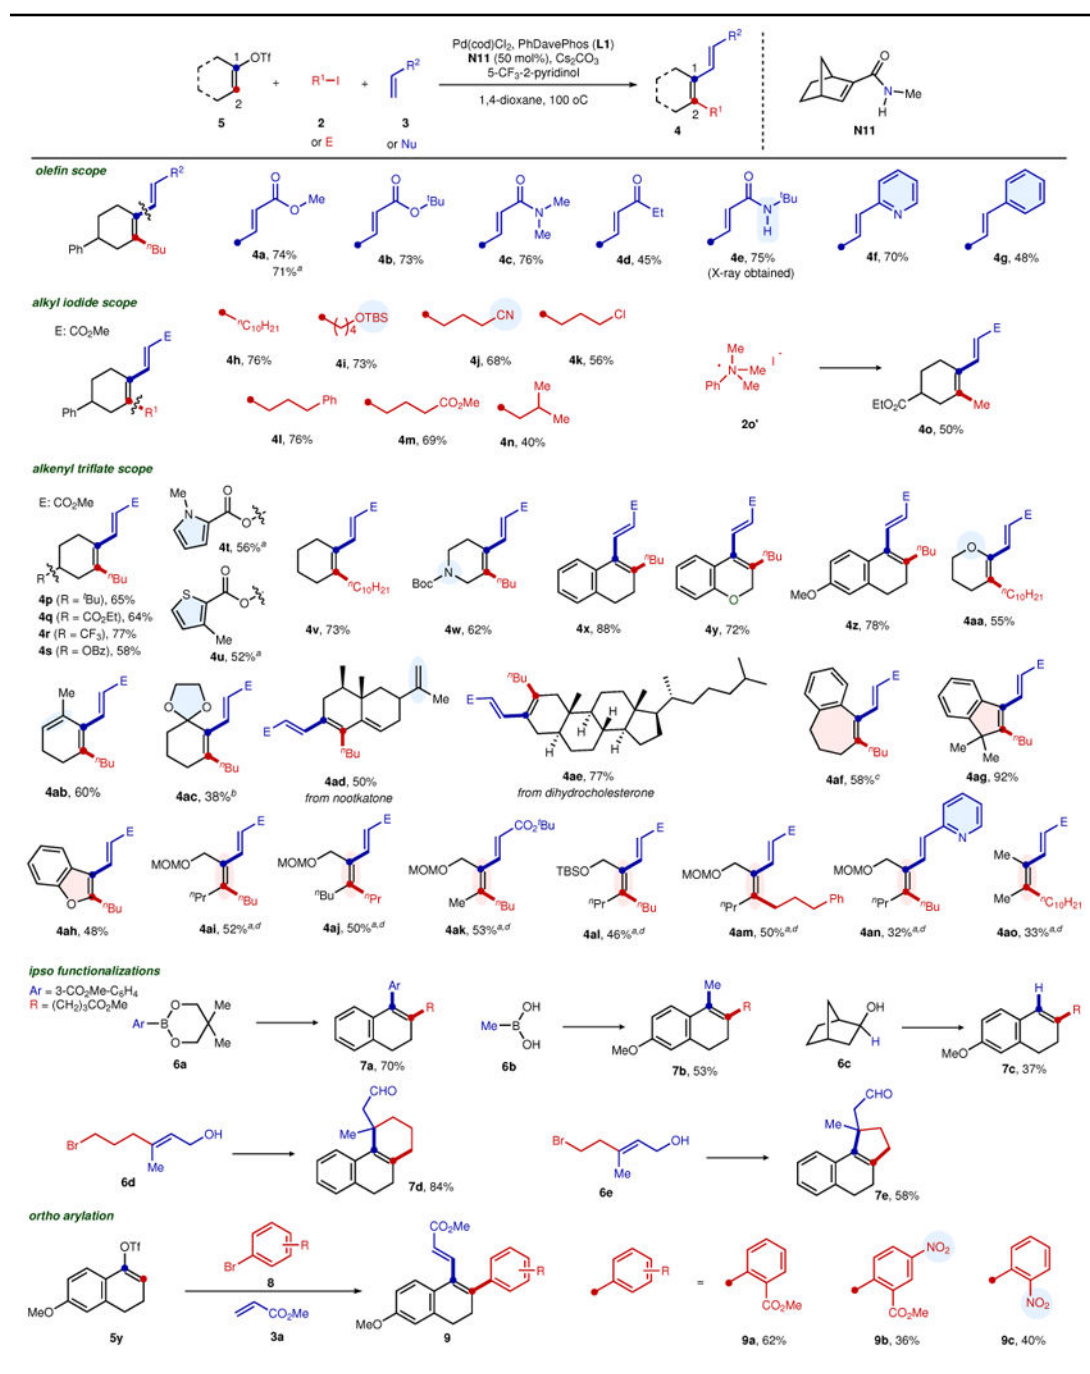 Pd(cod)Cl₂, PhDavePhos (L1)
N11 (50 mol%), Cs₂CO₃
5-CF₃-2-pyridinol
1,4-dioxane, 100 oC
1
OTf
2
5
+
R¹–I
2
or E
+
R²
3
or Nu
R²
1
2
R¹
4
O
N
H
Me
N11
olefin scope
R²
Ph
ⁿBu
O
O
Me
4a, 74%
71%ᵃ
O
O
ᵗBu
4b, 73%
O
N
Me
Me
4c, 76%
O
Et
4d, 45%
O
N
H
ᵗBu
4e, 75%
(X-ray obtained)
N
4f, 70%
4g, 48%
alkyl iodide scope
E: CO₂Me
E
Ph
R¹
ⁿC₁₀H₂₁
4h, 76%
OTBS
4
4i, 73%
CN
4j, 68%
Cl
4k, 56%
Ph
4l, 76%
CO₂Me
4m, 69%
Me
Me
4n, 40%
Me
N
Me
Me
Ph
I⁻
2o'
E
EtO₂C
Me
4o, 50%
alkenyl triflate scope
E: CO₂Me
E
R
ⁿBu
4p (R = ᵗBu), 65%
4q (R = CO₂Et), 64%
4r (R = CF₃), 77%
4s (R = OBz), 58%
Me
N
O
O
4t, 56%ᵃ
S
O
O
Me
4u, 52%ᵃ
E
ⁿC₁₀H₂₁
4v, 73%
E
N
Boc
ⁿBu
4w, 62%
E
ⁿBu
4x, 88%
E
ⁿBu
O
4y, 72%
E
ⁿBu
MeO
4z, 78%
E
O
ⁿC₁₀H₂₁
4aa, 55%
Me
E
ⁿBu
4ab, 60%
O
O
E
ⁿBu
4ac, 38%ᵇ
E
ⁿBu
Me
4ad, 50%
from nootkatone
ⁿBu
E
H
H
H
H
4ae, 77%
from dihydrocholesterone
E
ⁿBu
4af, 58%ᶜ
E
ⁿBu
Me
Me
4ag, 92%
E
O
ⁿBu
4ah, 48%
E
MOMO
ⁿPr
ⁿBu
4ai, 52%ᵃ,ᵈ
E
MOMO
ⁿBu
ⁿPr
4aj, 50%ᵃ,ᵈ
CO₂ᵗBu
MOMO
Me
ⁿBu
4ak, 53%ᵃ,ᵈ
E
TBSO
ⁿPr
ⁿBu
4al, 46%ᵃ,ᵈ
E
MOMO
ⁿPr
Ph
4am, 50%ᵃ,ᵈ
N
MOMO
ⁿPr
ⁿBu
4an, 32%ᵃ,ᵈ
E
Me
Me
ⁿC₁₀H₂₁
4ao, 33%ᵃ,ᵈ
ipso functionalizations
Ar = 3-CO₂Me-C₆H₄
R = (CH₂)₃CO₂Me
Ar
B
O
O
Me
Me
6a
Ar
R
7a, 70%
Me
B
OH
OH
6b
Me
R
MeO
7b, 53%
OH
H
6c
H
R
MeO
7c, 37%
Br
OH
Me
6d
CHO
Me
7d, 84%
Br
OH
Me
6e
CHO
Me
7e, 58%
ortho arylation
OTf
MeO
5y
Br
R
8
CO₂Me
3a
CO₂Me
R
MeO
9
R
=
CO₂Me
9a, 62%
NO₂
CO₂Me
9b, 36%
NO₂
9c, 40%